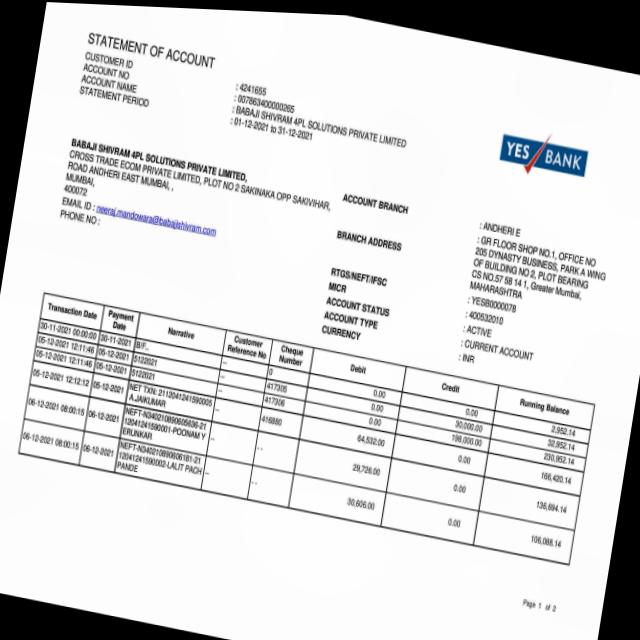 STATEMENT OF ACCOUNT
CUSTOMER ID : 4241655
ACCOUNT NO : 007863400000265
ACCOUNT NAME : BABAJI SHIVRAM 4PL SOLUTIONS PRIVATE LIMITED
STATEMENT PERIOD : 01-12-2021 to 31-12-2021
YES BANK
BABAJI SHIVRAM 4PL SOLUTIONS PRIVATE LIMITED,
CROSS TRADE ECOM PRIVATE LIMITED, PLOT NO 2 SAKINAKA OPP SAKIVIHAR,
ROAD ANDHERI EAST MUMBAI, ,
MUMBAI,
400072
EMAIL ID : neeraj.mandowara@babajishivram.com
PHONE NO :
ACCOUNT BRANCH : ANDHERI E
BRANCH ADDRESS : GR FLOOR SHOP NO.1, OFFICE NO
205 DYNASTY BUSINESS, PARK A WING
OF BUILDING NO 2, PLOT BEARING
CS NO.57 58 14 1, Greater Mumbai,
MAHARASHTRA
RTGS/NEFT/IFSC : YESB0000078
MICR : 400532010
ACCOUNT STATUS : ACTIVE
ACCOUNT TYPE : CURRENT ACCOUNT
CURRENCY : INR
Transaction Date Payment Date Narrative Customer Reference No Cheque Number Debit Credit Running Balance
30-11-2021 00:00:00 30-11-2021 B/F... -- 0 0.00 0.00 2,952.14
05-12-2021 12:11:46 05-12-2021 5122021 -- 417305 0.00 30,000.00 32,952.14
05-12-2021 12:11:46 05-12-2021 5122021 -- 417306 0.00 198,000.00 230,952.14
05-12-2021 12:12:12 05-12-2021 NET TXN: 2112041241590005 -- 416880 64,532.00 0.00 166,420.14
A JAIKUMAR
06-12-2021 08:00:15 06-12-2021 NEFT-N340210890605636-21 -- -- 29,726.00 0.00 136,694.14
12041241590001-POONAM Y
ERUNKAR
06-12-2021 08:00:15 06-12-2021 NEFT-N340210890606181-21 -- -- 30,606.00 0.00 106,088.14
12041241590002-LALIT PACH
PANDE
Page 1 of 2